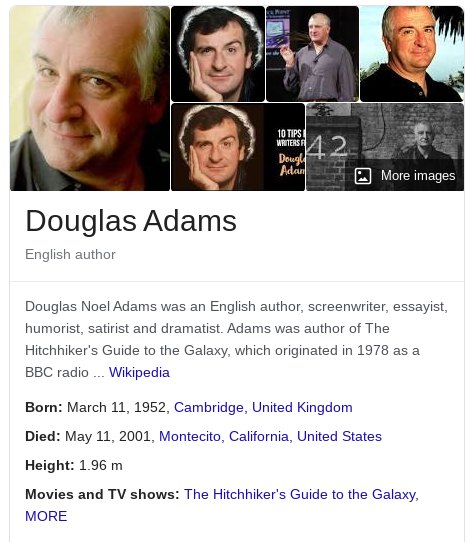 10 TIPS
WRITERS
Dougl
Adam
42
More images
Douglas Adams
English author
Douglas Noel Adams was an English author, screenwriter, essayist,
humorist, satirist and dramatist. Adams was author of The
Hitchhiker's Guide to the Galaxy, which originated in 1978 as a
BBC radio ... Wikipedia
Born: March 11, 1952, Cambridge, United Kingdom
Died: May 11, 2001, Montecito, California, United States
Height: 1.96 m
Movies and TV shows: The Hitchhiker's Guide to the Galaxy,
MORE